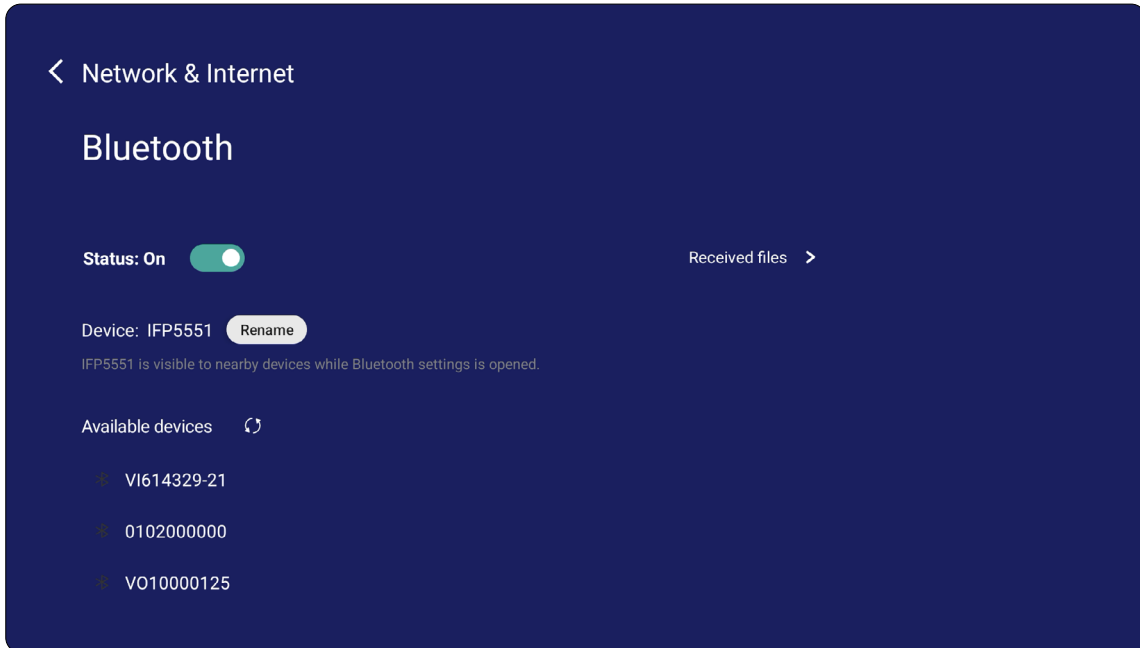 Network & Internet
Bluetooth
Status: On
Received files
Device: IFP5551 Rename
IFP5551 is visible to nearby devices while Bluetooth settings is opened.
Available devices
VI614329-21
0102000000
VO10000125